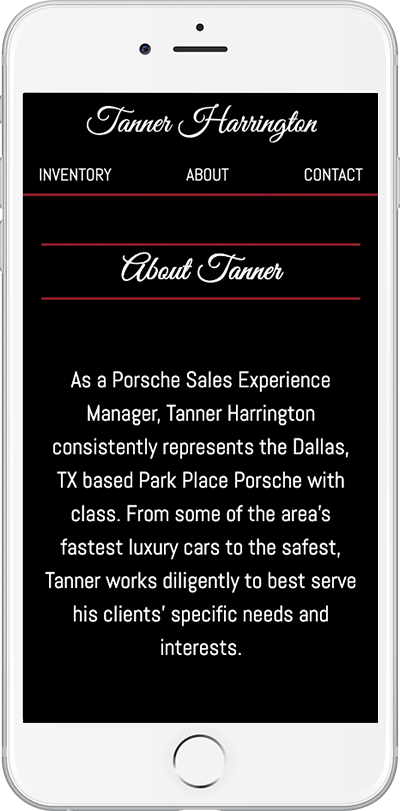 Tanner Harrington
INVENTORY ABOUT CONTACT
About Tanner
As a Porsche Sales Experience
Manager, Tanner Harrington
consistently represents the Dallas,
TX based Park Place Porsche with
class. From some of the area's
fastest luxury cars to the safest,
Tanner works diligently to best serve
his clients' specific needs and
interests.